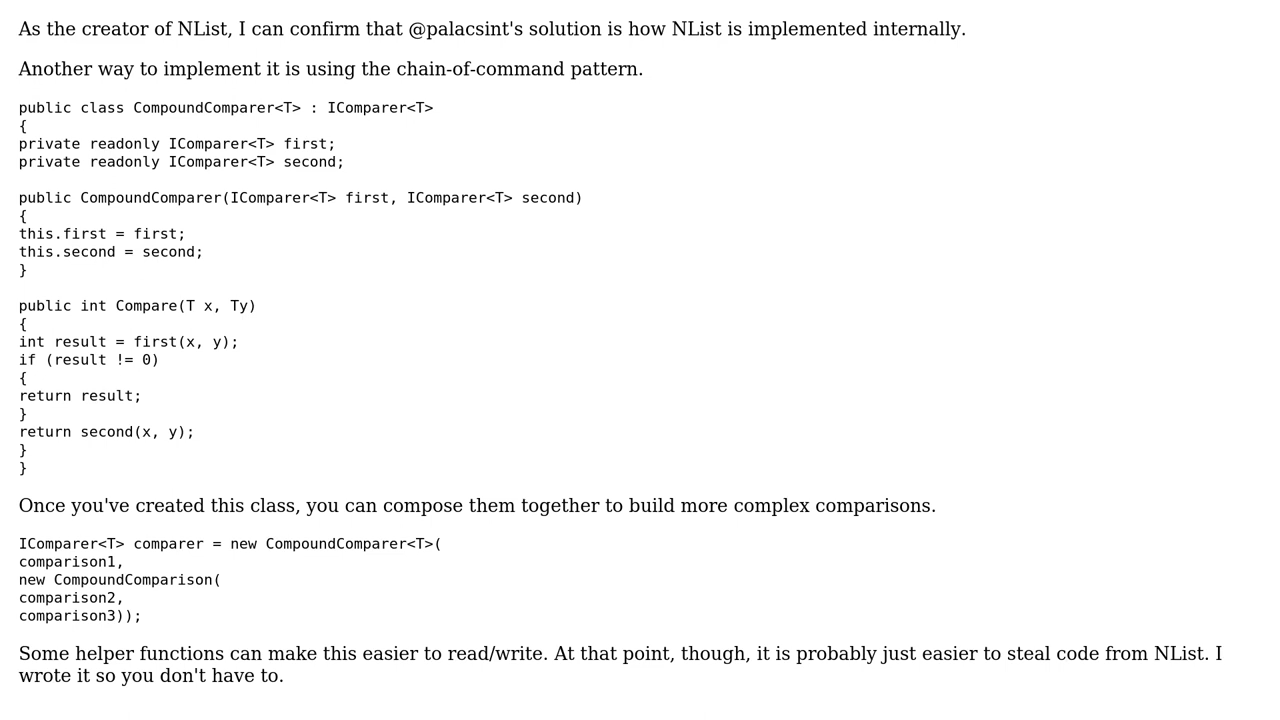 As the creator of NList, I can confirm that @palacsint's solution is how NList is implemented internally.
Another way to implement it is using the chain-of-command pattern.
public class CompoundComparer<T> : IComparer<T>
{
private readonly IComparer<T> first;
private readonly IComparer<T> second;
public CompoundComparer(IComparer<T> first, IComparer<T> second)
{
this.first = first;
this.second = second;
}
public int Compare(T x, Ty)
{
int result = first(x, y);
if (result != 0)
{
return result;
}
return second(x, y);
}
}
Once you've created this class, you can compose them together to build more complex comparisons.
IComparer<T> comparer = new CompoundComparer<T>(
comparison1,
new CompoundComparison(
comparison2,
comparison3));
Some helper functions can make this easier to read/write. At that point, though, it is probably just easier to steal code from NList. I
wrote it so you don't have to.